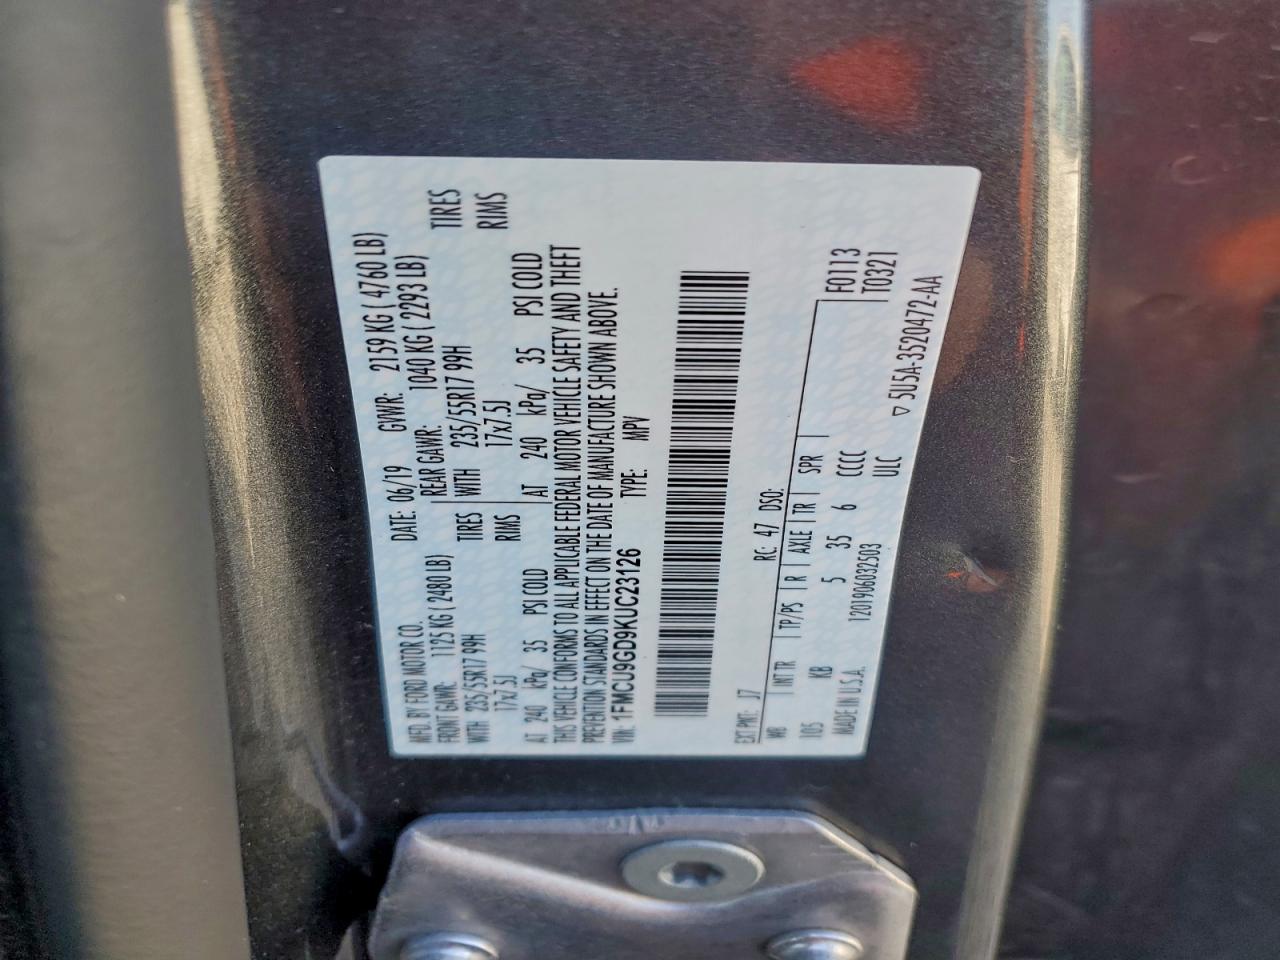 MFD. BY FORD MOTOR CO.
DATE: 06/19 GVWR: 2159 KG ( 4760 LB)
FRONT GAWR: 1125 KG ( 2480 LB) REAR GAWR: 1040 KG ( 2293 LB)
WITH 235/55R17 99H TIRES WITH 235/55R17 99H TIRES
17x7.5J RIMS 17x7.5J RIMS
AT 240 kPa/ 35 PSI COLD AT 240 kPa/ 35 PSI COLD
THIS VEHICLE CONFORMS TO ALL APPLICABLE FEDERAL MOTOR VEHICLE SAFETY AND THEFT
PREVENTION STANDARDS IN EFFECT ON THE DATE OF MANUFACTURE SHOWN ABOVE.
VIN: 1FMCU9GD9KUC23126 TYPE: MPV
EXT PNT: J7 RC: 47 DSO:
WB INTR TP/PS R AXLE TR SPR F0113
105 KB 5 35 6 CCCC T0321
MADE IN U.S.A. 1201906032503 ULC 5U5A-3520472-AA